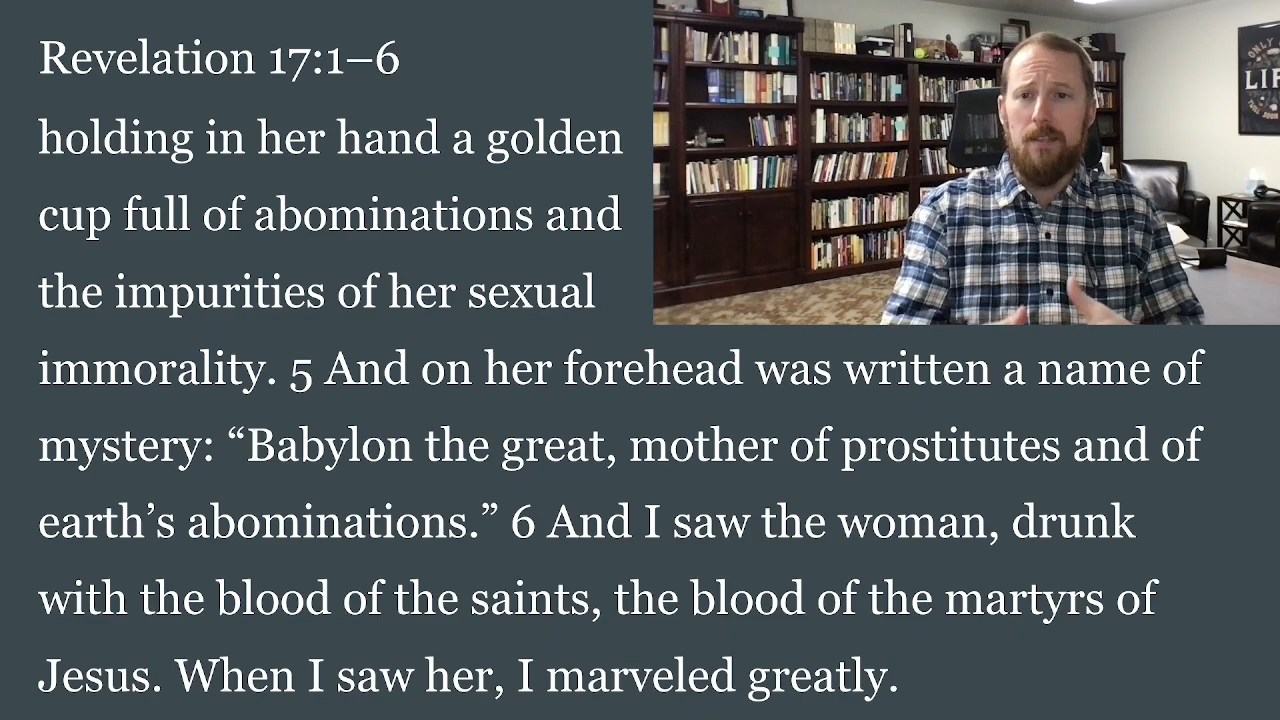 Revelation 17:1–6
holding in her hand a golden
cup full of abominations and
the impurities of her sexual
immorality. 5 And on her forehead was written a name of
mystery: “Babylon the great, mother of prostitutes and of
earth’s abominations.” 6 And I saw the woman, drunk
with the blood of the saints, the blood of the martyrs of
Jesus. When I saw her, I marveled greatly.
ONLY